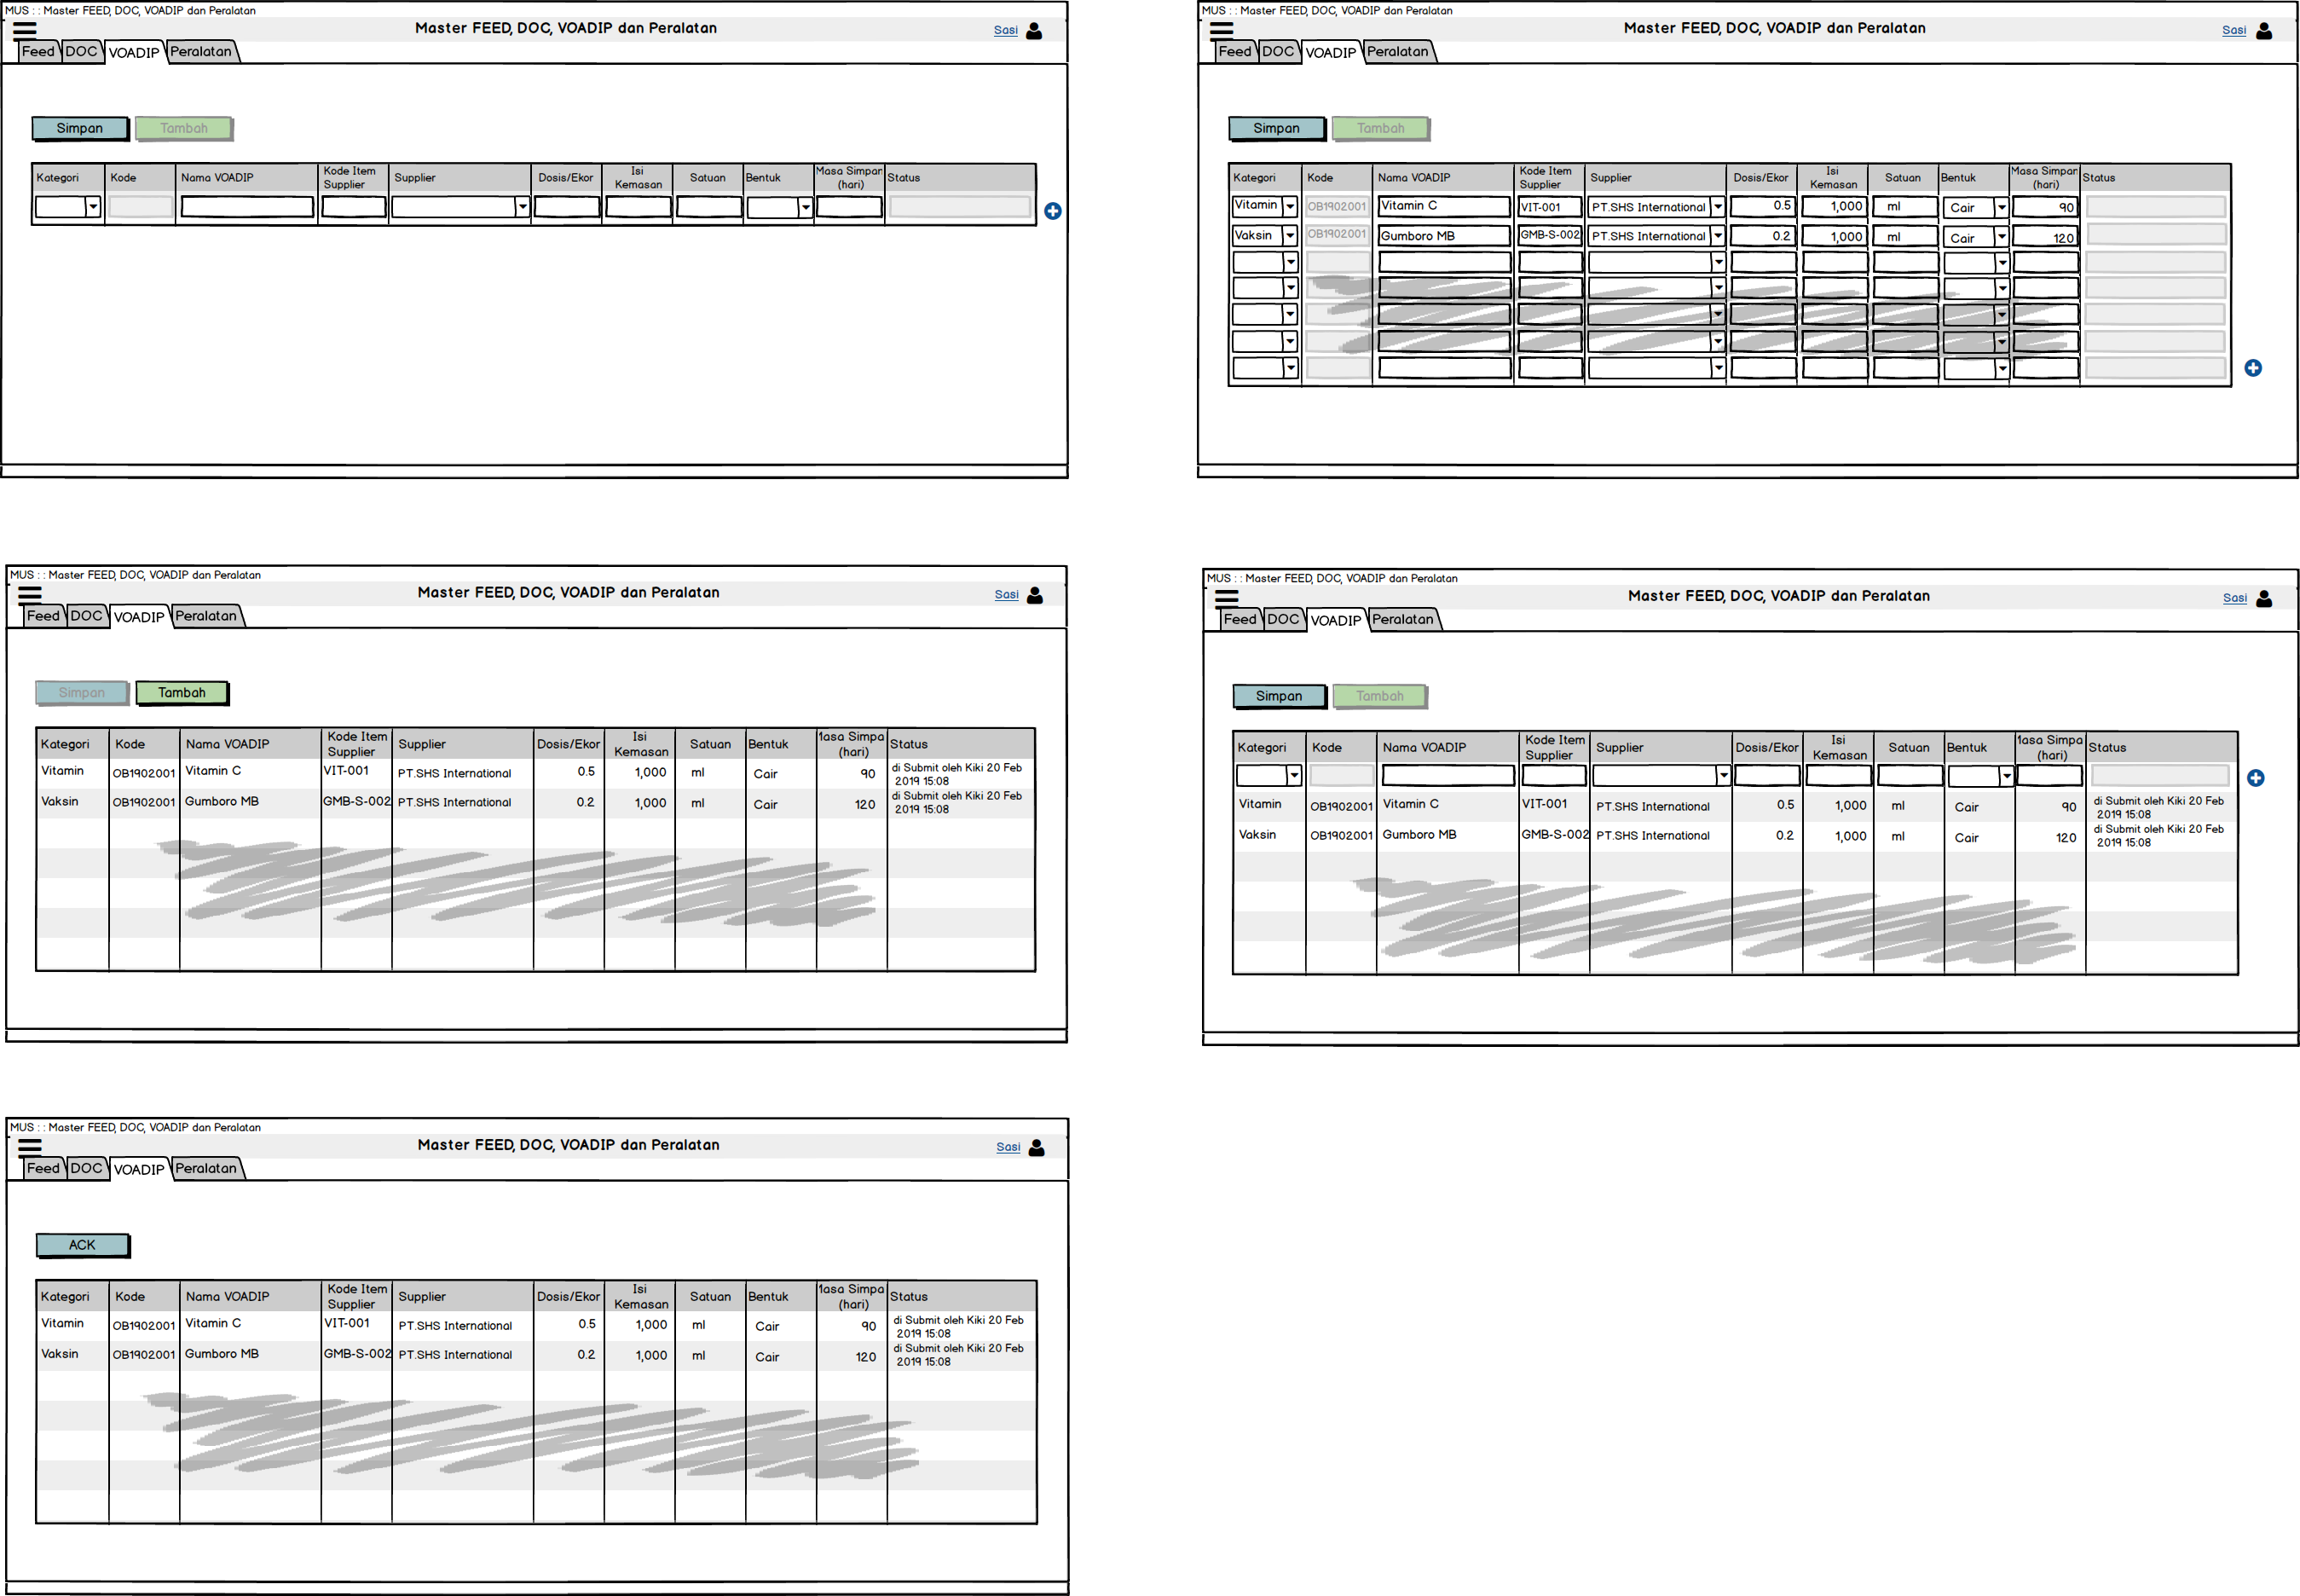 MUS : : Master FEED, DOC, VOADIP dan Peralatan
Master FEED, DOC, VOADIP dan Peralatan
Sasi
Feed DOC VOADIP Peralatan
Simpan Tambah
Kategori Kode Nama VOADIP Kode Item Supplier Supplier Dosis/Ekor Isi Kemasan Satuan Bentuk Masa Simpan (hari) Status
MUS : : Master FEED, DOC, VOADIP dan Peralatan
Master FEED, DOC, VOADIP dan Peralatan
Sasi
Feed DOC VOADIP Peralatan
Simpan Tambah
Kategori Kode Nama VOADIP Kode Item Supplier Supplier Dosis/Ekor Isi Kemasan Satuan Bentuk Masa Simpan (hari) Status
Vitamin OB1902001 Vitamin C VIT-001 PT.SHS International 0.5 1,000 ml Cair 90
Vaksin OB1902001 Gumboro MB GMB-S-002 PT.SHS International 0.2 1,000 ml Cair 120
MUS : : Master FEED, DOC, VOADIP dan Peralatan
Master FEED, DOC, VOADIP dan Peralatan
Sasi
Feed DOC VOADIP Peralatan
Simpan Tambah
Kategori Kode Nama VOADIP Kode Item Supplier Supplier Dosis/Ekor Isi Kemasan Satuan Bentuk Masa Simpa (hari) Status
Vitamin OB1902001 Vitamin C VIT-001 PT.SHS International 0.5 1,000 ml Cair 90 di Submit oleh Kiki 20 Feb 2019 15:08
Vaksin OB1902001 Gumboro MB GMB-S-002 PT.SHS International 0.2 1,000 ml Cair 120 di Submit oleh Kiki 20 Feb 2019 15:08
MUS : : Master FEED, DOC, VOADIP dan Peralatan
Master FEED, DOC, VOADIP dan Peralatan
Sasi
Feed DOC VOADIP Peralatan
Simpan Tambah
Kategori Kode Nama VOADIP Kode Item Supplier Supplier Dosis/Ekor Isi Kemasan Satuan Bentuk Masa Simpa (hari) Status
Vitamin OB1902001 Vitamin C VIT-001 PT.SHS International 0.5 1,000 ml Cair 90 di Submit oleh Kiki 20 Feb 2019 15:08
Vaksin OB1902001 Gumboro MB GMB-S-002 PT.SHS International 0.2 1,000 ml Cair 120 di Submit oleh Kiki 20 Feb 2019 15:08
MUS : : Master FEED, DOC, VOADIP dan Peralatan
Master FEED, DOC, VOADIP dan Peralatan
Sasi
Feed DOC VOADIP Peralatan
ACK
Kategori Kode Nama VOADIP Kode Item Supplier Supplier Dosis/Ekor Isi Kemasan Satuan Bentuk Masa Simpa (hari) Status
Vitamin OB1902001 Vitamin C VIT-001 PT.SHS International 0.5 1,000 ml Cair 90 di Submit oleh Kiki 20 Feb 2019 15:08
Vaksin OB1902001 Gumboro MB GMB-S-002 PT.SHS International 0.2 1,000 ml Cair 120 di Submit oleh Kiki 20 Feb 2019 15:08